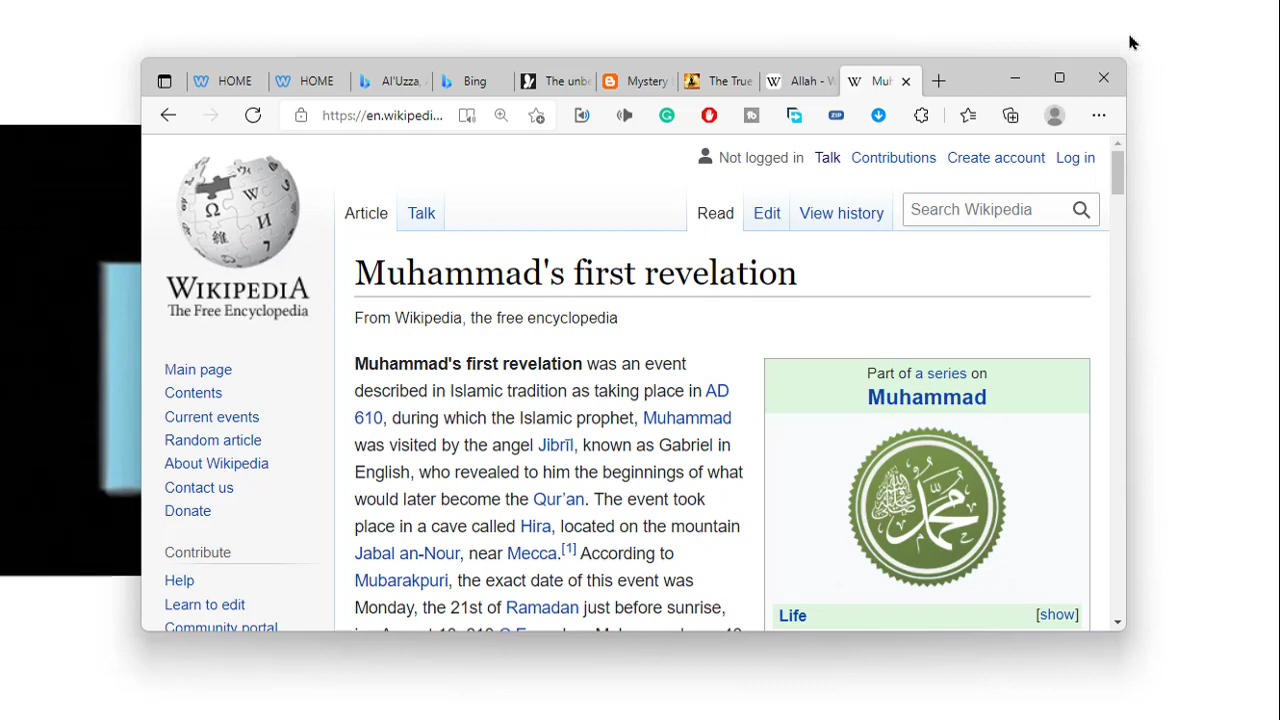 HOME
HOME
Al'Uzza,
Bing
The unbe
Mystery
The True
Allah - W
Muh
https://en.wikipedi...
ZIP
Not logged in Talk Contributions Create account Log in
Article Talk Read Edit View history Search Wikipedia
WIKIPEDIA
The Free Encyclopedia
Muhammad's first revelation
From Wikipedia, the free encyclopedia
Main page
Contents
Current events
Random article
About Wikipedia
Contact us
Donate
Contribute
Help
Learn to edit
Community portal
Muhammad's first revelation was an event
described in Islamic tradition as taking place in AD
610, during which the Islamic prophet, Muhammad
was visited by the angel Jibrīl, known as Gabriel in
English, who revealed to him the beginnings of what
would later become the Qur'an. The event took
place in a cave called Hira, located on the mountain
Jabal an-Nour, near Mecca.[1] According to
Mubarakpuri, the exact date of this event was
Monday, the 21st of Ramadan just before sunrise,
Part of a series on
Muhammad
محمد
Life [show]